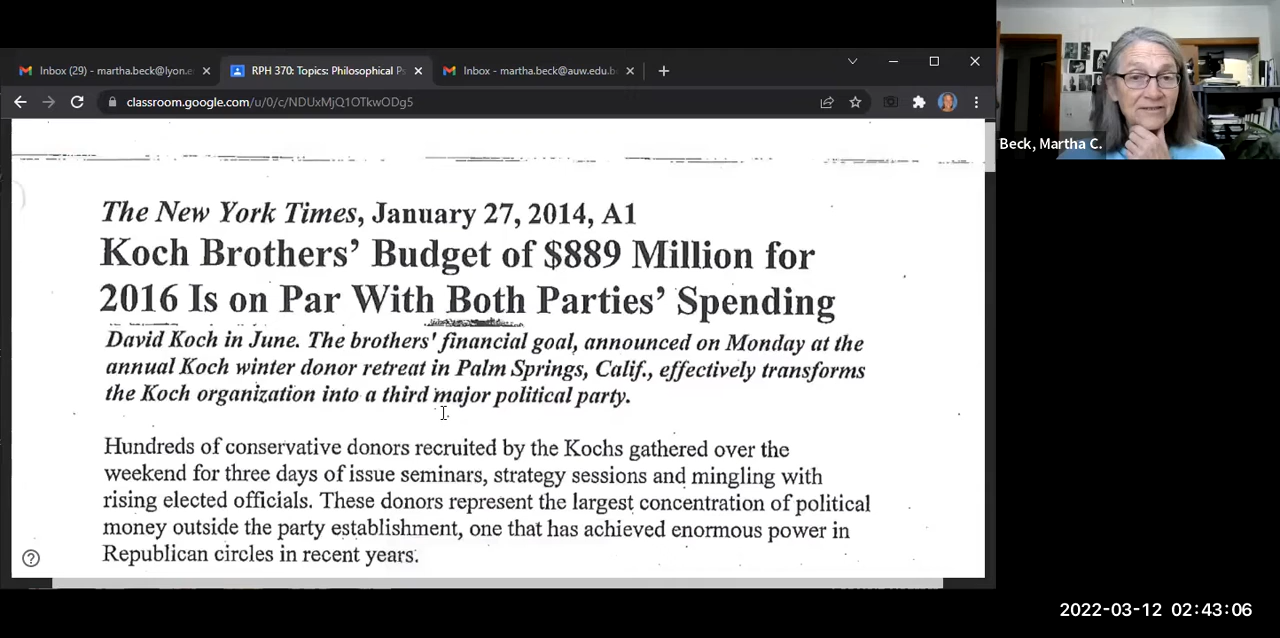 Inbox (29) - martha.beck@lyon.e
RPH 370: Topics: Philosophical P
Inbox - martha.beck@auw.edu.b
classroom.google.com/u/0/c/NDUxMjQ1OTkwODg5
Beck, Martha C.
The New York Times, January 27, 2014, A1
Koch Brothers' Budget of $889 Million for
2016 Is on Par With Both Parties' Spending
David Koch in June. The brothers' financial goal, announced on Monday at the
annual Koch winter donor retreat in Palm Springs, Calif., effectively transforms
the Koch organization into a third major political party.
Hundreds of conservative donors recruited by the Kochs gathered over the
weekend for three days of issue seminars, strategy sessions and mingling with
rising elected officials. These donors represent the largest concentration of political
money outside the party establishment, one that has achieved enormous power in
Republican circles in recent years.
2022-03-12 02:43:06